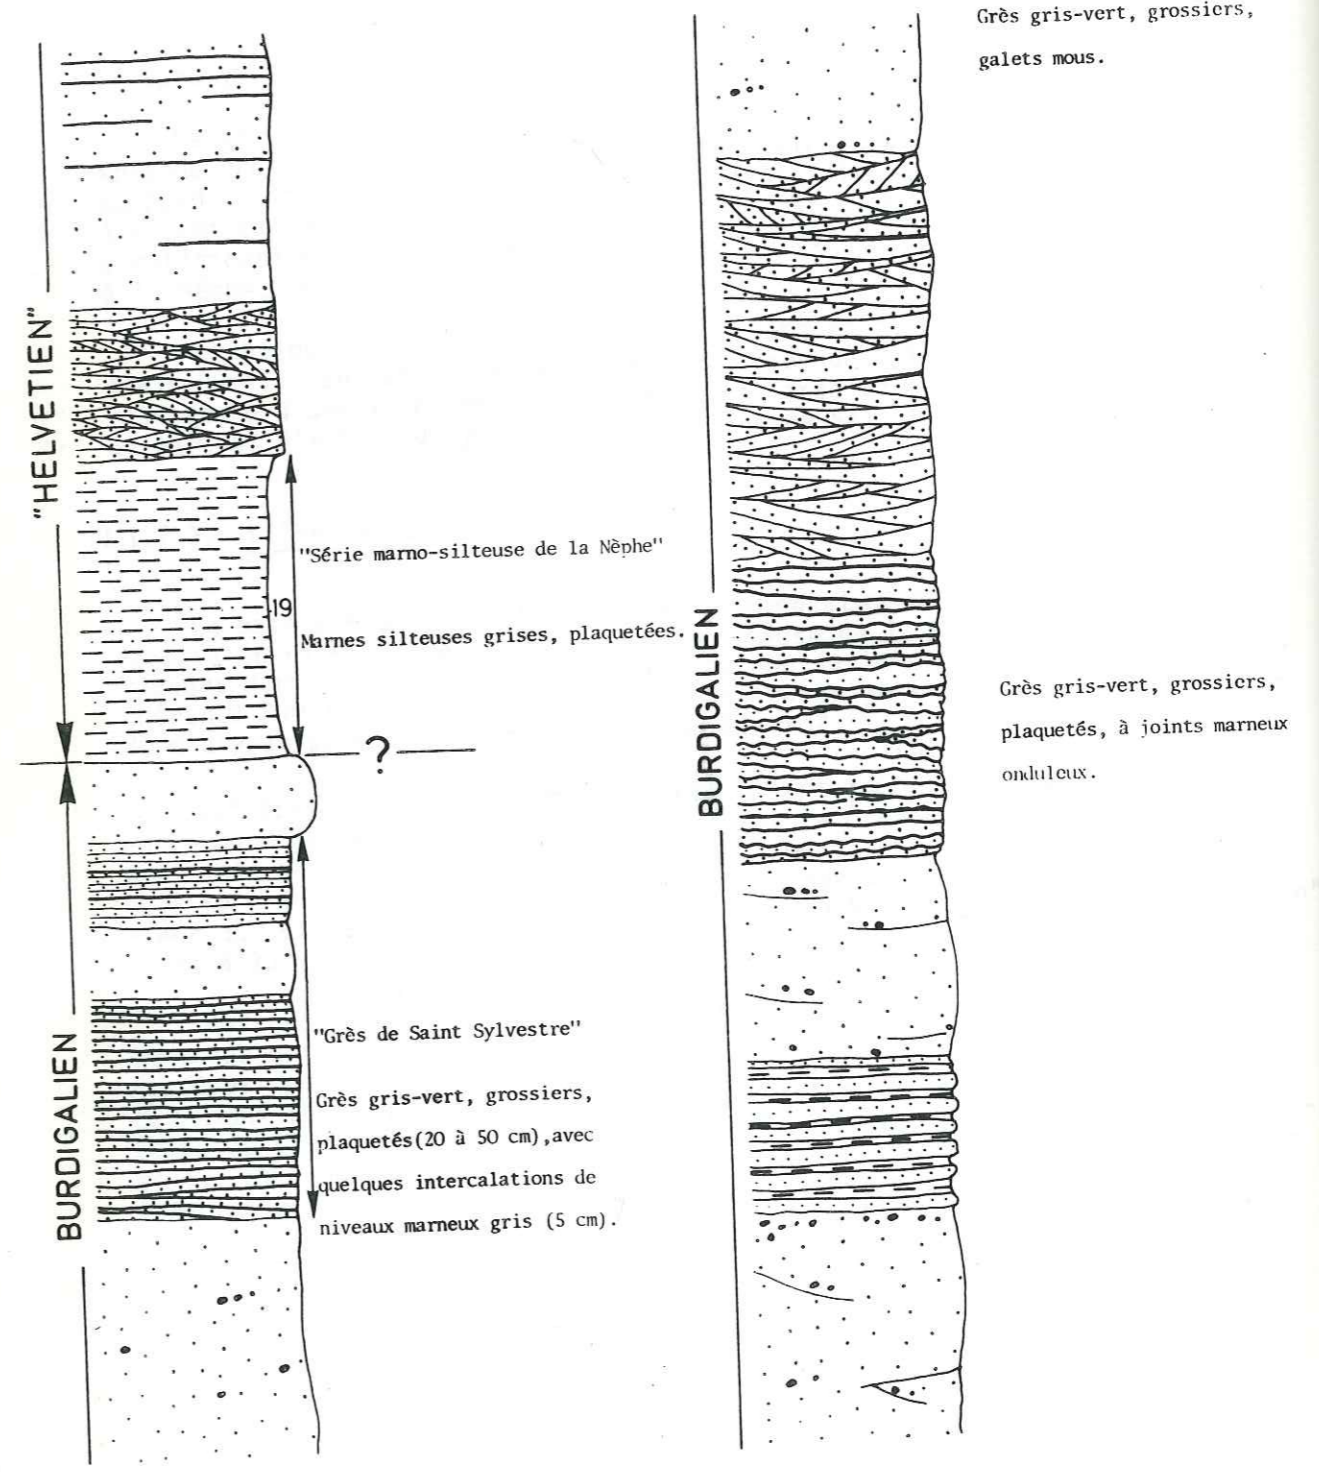 "HELVETIEN"
"Série marno-silteuse de la Nèphe"
19
Marnes silteuses grises, plaquetées.
?
BURDIGALIEN
"Grès de Saint Sylvestre"
Grès gris-vert, grossiers,
plaquetés(20 à 50 cm),avec
quelques intercalations de
niveaux marneux gris (5 cm).
Grès gris-vert, grossiers,
galets mous.
BURDIGALIEN
Grès gris-vert, grossiers,
plaquetés, à joints marneux
onduleux.